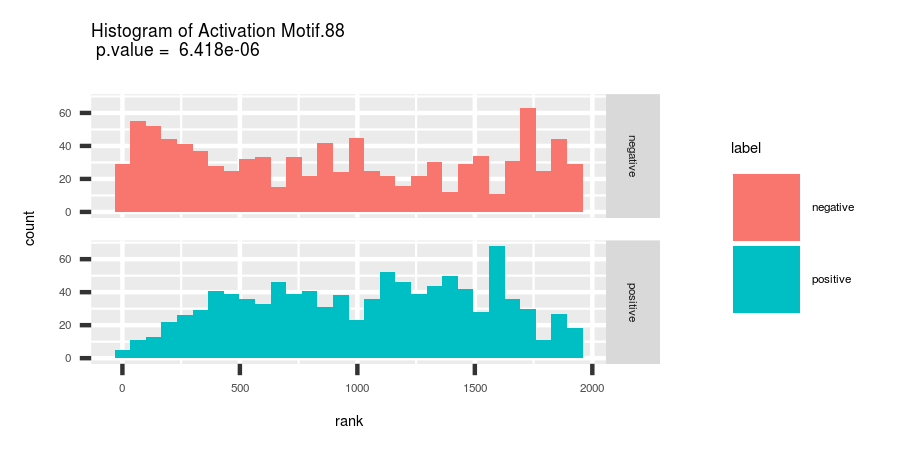 Histogram of Activation Motif.88
p.value =  6.418e-06
count
60
40
20
0
negative
60
40
20
0
positive
0 500 1000 1500 2000
rank
label
negative
positive